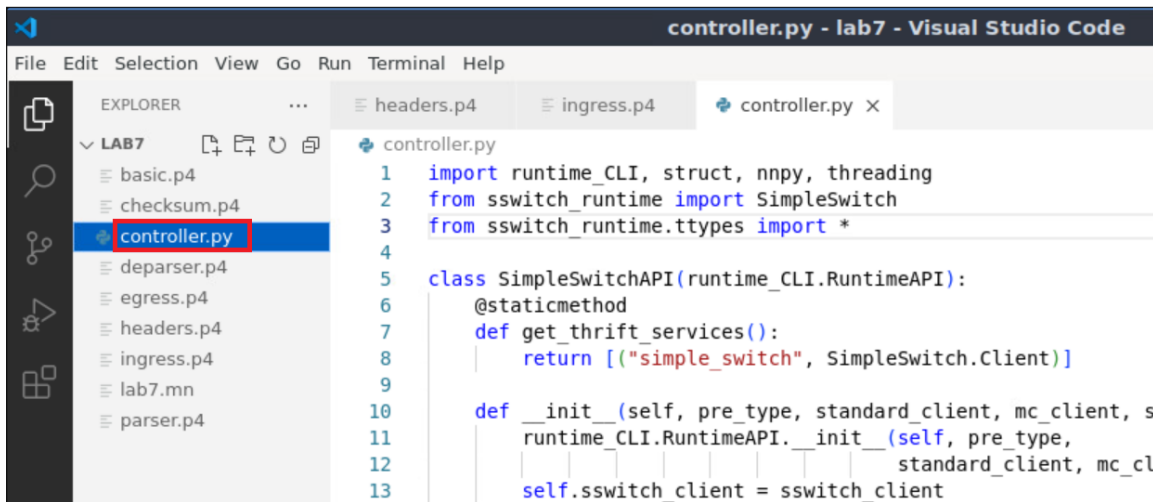 controller.py - lab7 - Visual Studio Code
File Edit Selection View Go Run Terminal Help
EXPLORER ...
LAB7
basic.p4
checksum.p4
controller.py
deparser.p4
egress.p4
headers.p4
ingress.p4
lab7.mn
parser.p4
headers.p4 ingress.p4 controller.py ×
controller.py
1 import runtime_CLI, struct, nnpy, threading
2 from sswitch_runtime import SimpleSwitch
3 from sswitch_runtime.ttypes import *
4
5 class SimpleSwitchAPI(runtime_CLI.RuntimeAPI):
6 @staticmethod
7 def get_thrift_services():
8 return [("simple_switch", SimpleSwitch.Client)]
9
10 def __init__(self, pre_type, standard_client, mc_client, s
11 runtime_CLI.RuntimeAPI.__init__(self, pre_type,
12 standard_client, mc_cl
13 self.sswitch_client = sswitch_client